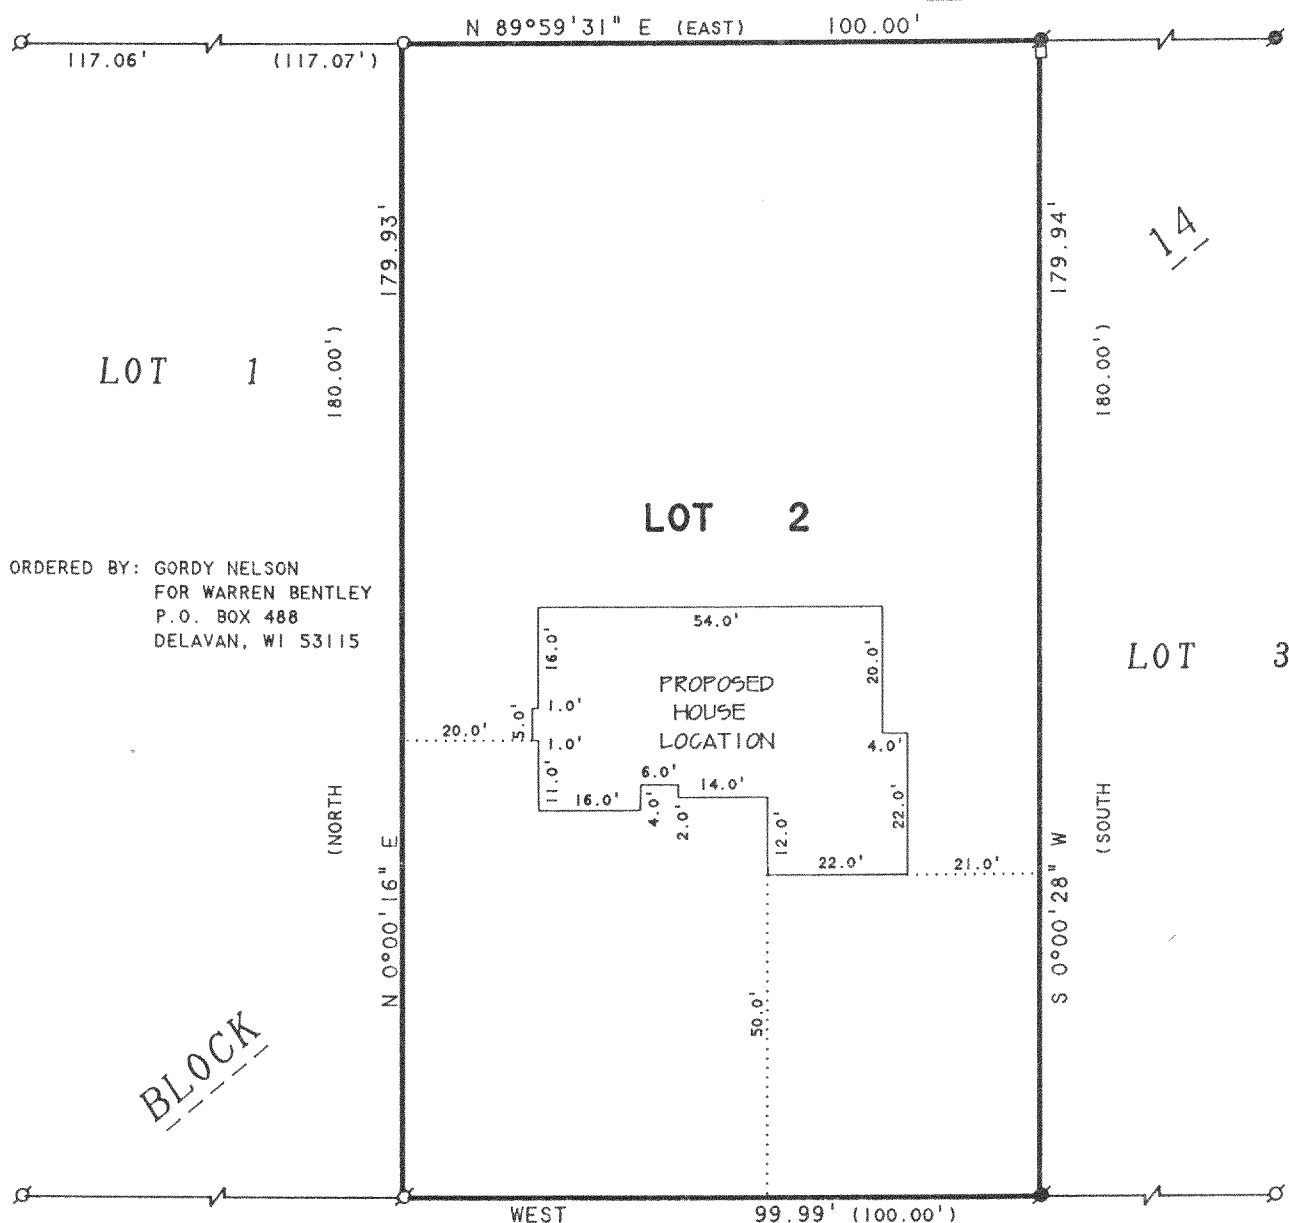 N 89°59'31" E (EAST) 100.00'
117.06' (117.07')
179.93'
179.94'
14
180.00')
180.00')
LOT 1
LOT 2
ORDERED BY: GORDY NELSON
FOR WARREN BENTLEY
P.O. BOX 488
DELAVAN, WI 53115
54.0'
16.0'
20.0'
LOT 3
PROPOSED
HOUSE
LOCATION
1.0'
5.0'
20.0'
1.0'
4.0'
6.0'
14.0'
11.0'
16.0'
4.0'
2.0'
12.0'
22.0'
22.0'
21.0'
(NORTH
(SOUTH
N 0°00'16" E
S 0°00'28" W
50.0'
BLOCK
WEST 99.99' (100.00')